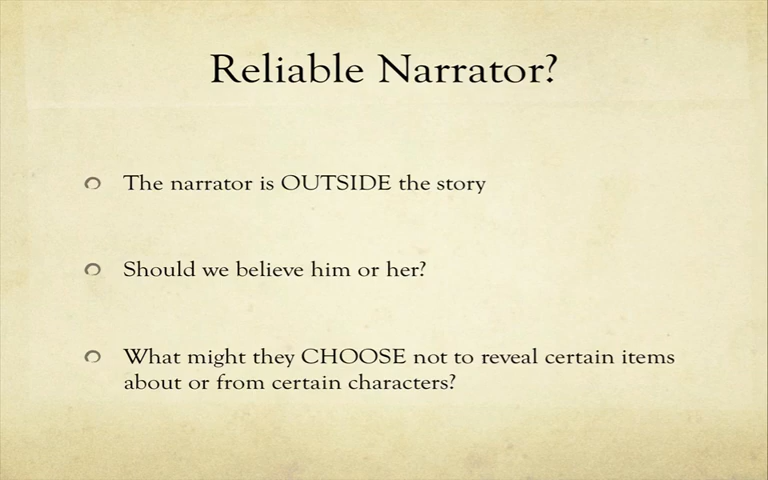 Reliable Narrator?
The narrator is OUTSIDE the story
Should we believe him or her?
What might they CHOOSE not to reveal certain items
about or from certain characters?